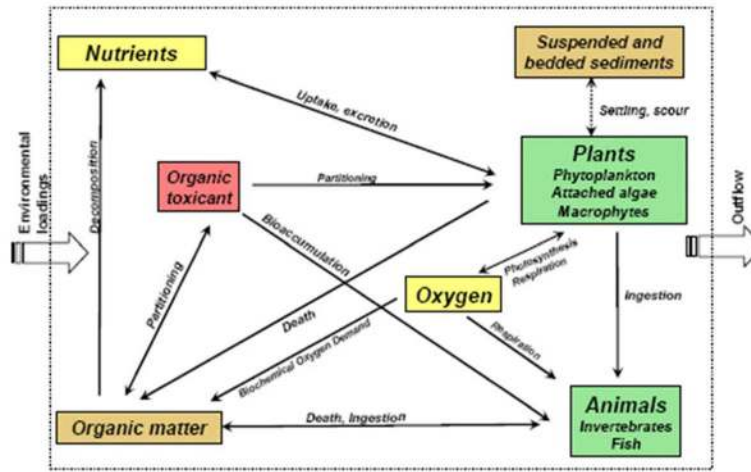 Nutrients
Suspended and
bedded sediments
Uptake, excretion
Settling, scour
Environmental
loadings
Decomposition
Organic
toxicant
Partitioning
Plants
Phytoplankton
Attached algae
Macrophytes
Outflow
Bioaccumulation
Partitioning
Photosynthesis
Respiration
Oxygen
Ingestion
Death
Biochemical Oxygen Demand
Respiration
Organic matter
Death, Ingestion
Animals
Invertebrates
Fish